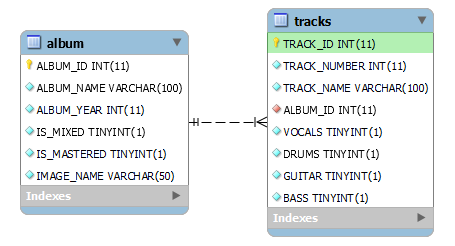 album
ALBUM_ID INT(11)
ALBUM_NAME VARCHAR(100)
ALBUM_YEAR INT(11)
IS_MIXED TINYINT(1)
IS_MASTERED TINYINT(1)
IMAGE_NAME VARCHAR(50)
Indexes
tracks
TRACK_ID INT(11)
TRACK_NUMBER INT(11)
TRACK_NAME VARCHAR(100)
ALBUM_ID INT(11)
VOCALS TINYINT(1)
DRUMS TINYINT(1)
GUITAR TINYINT(1)
BASS TINYINT(1)
Indexes